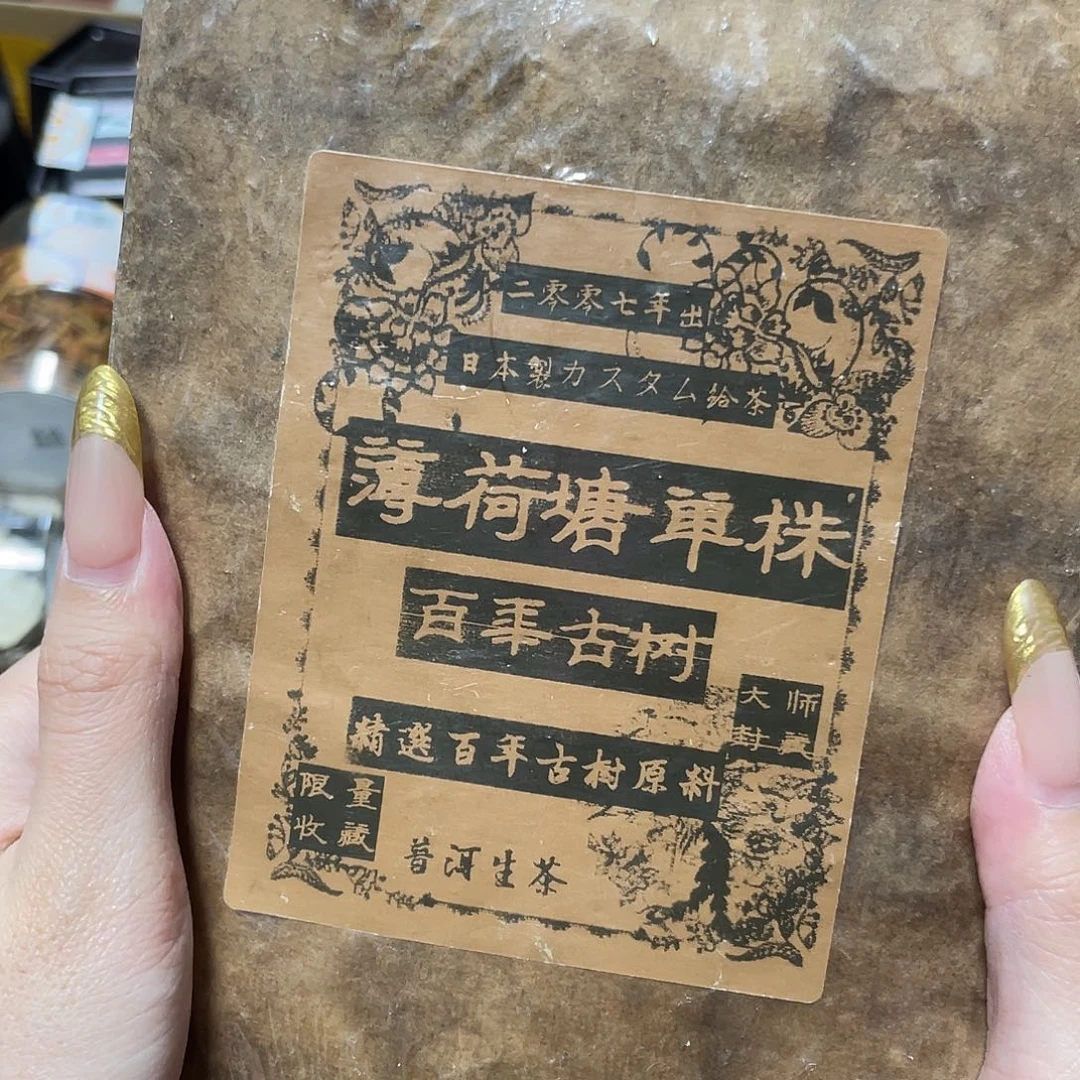 二零零七年出
日本製カスタム給茶
薄荷塘单株
百年古树
大师
封藏
精選百年古樹原料
限量
收藏
普洱生茶